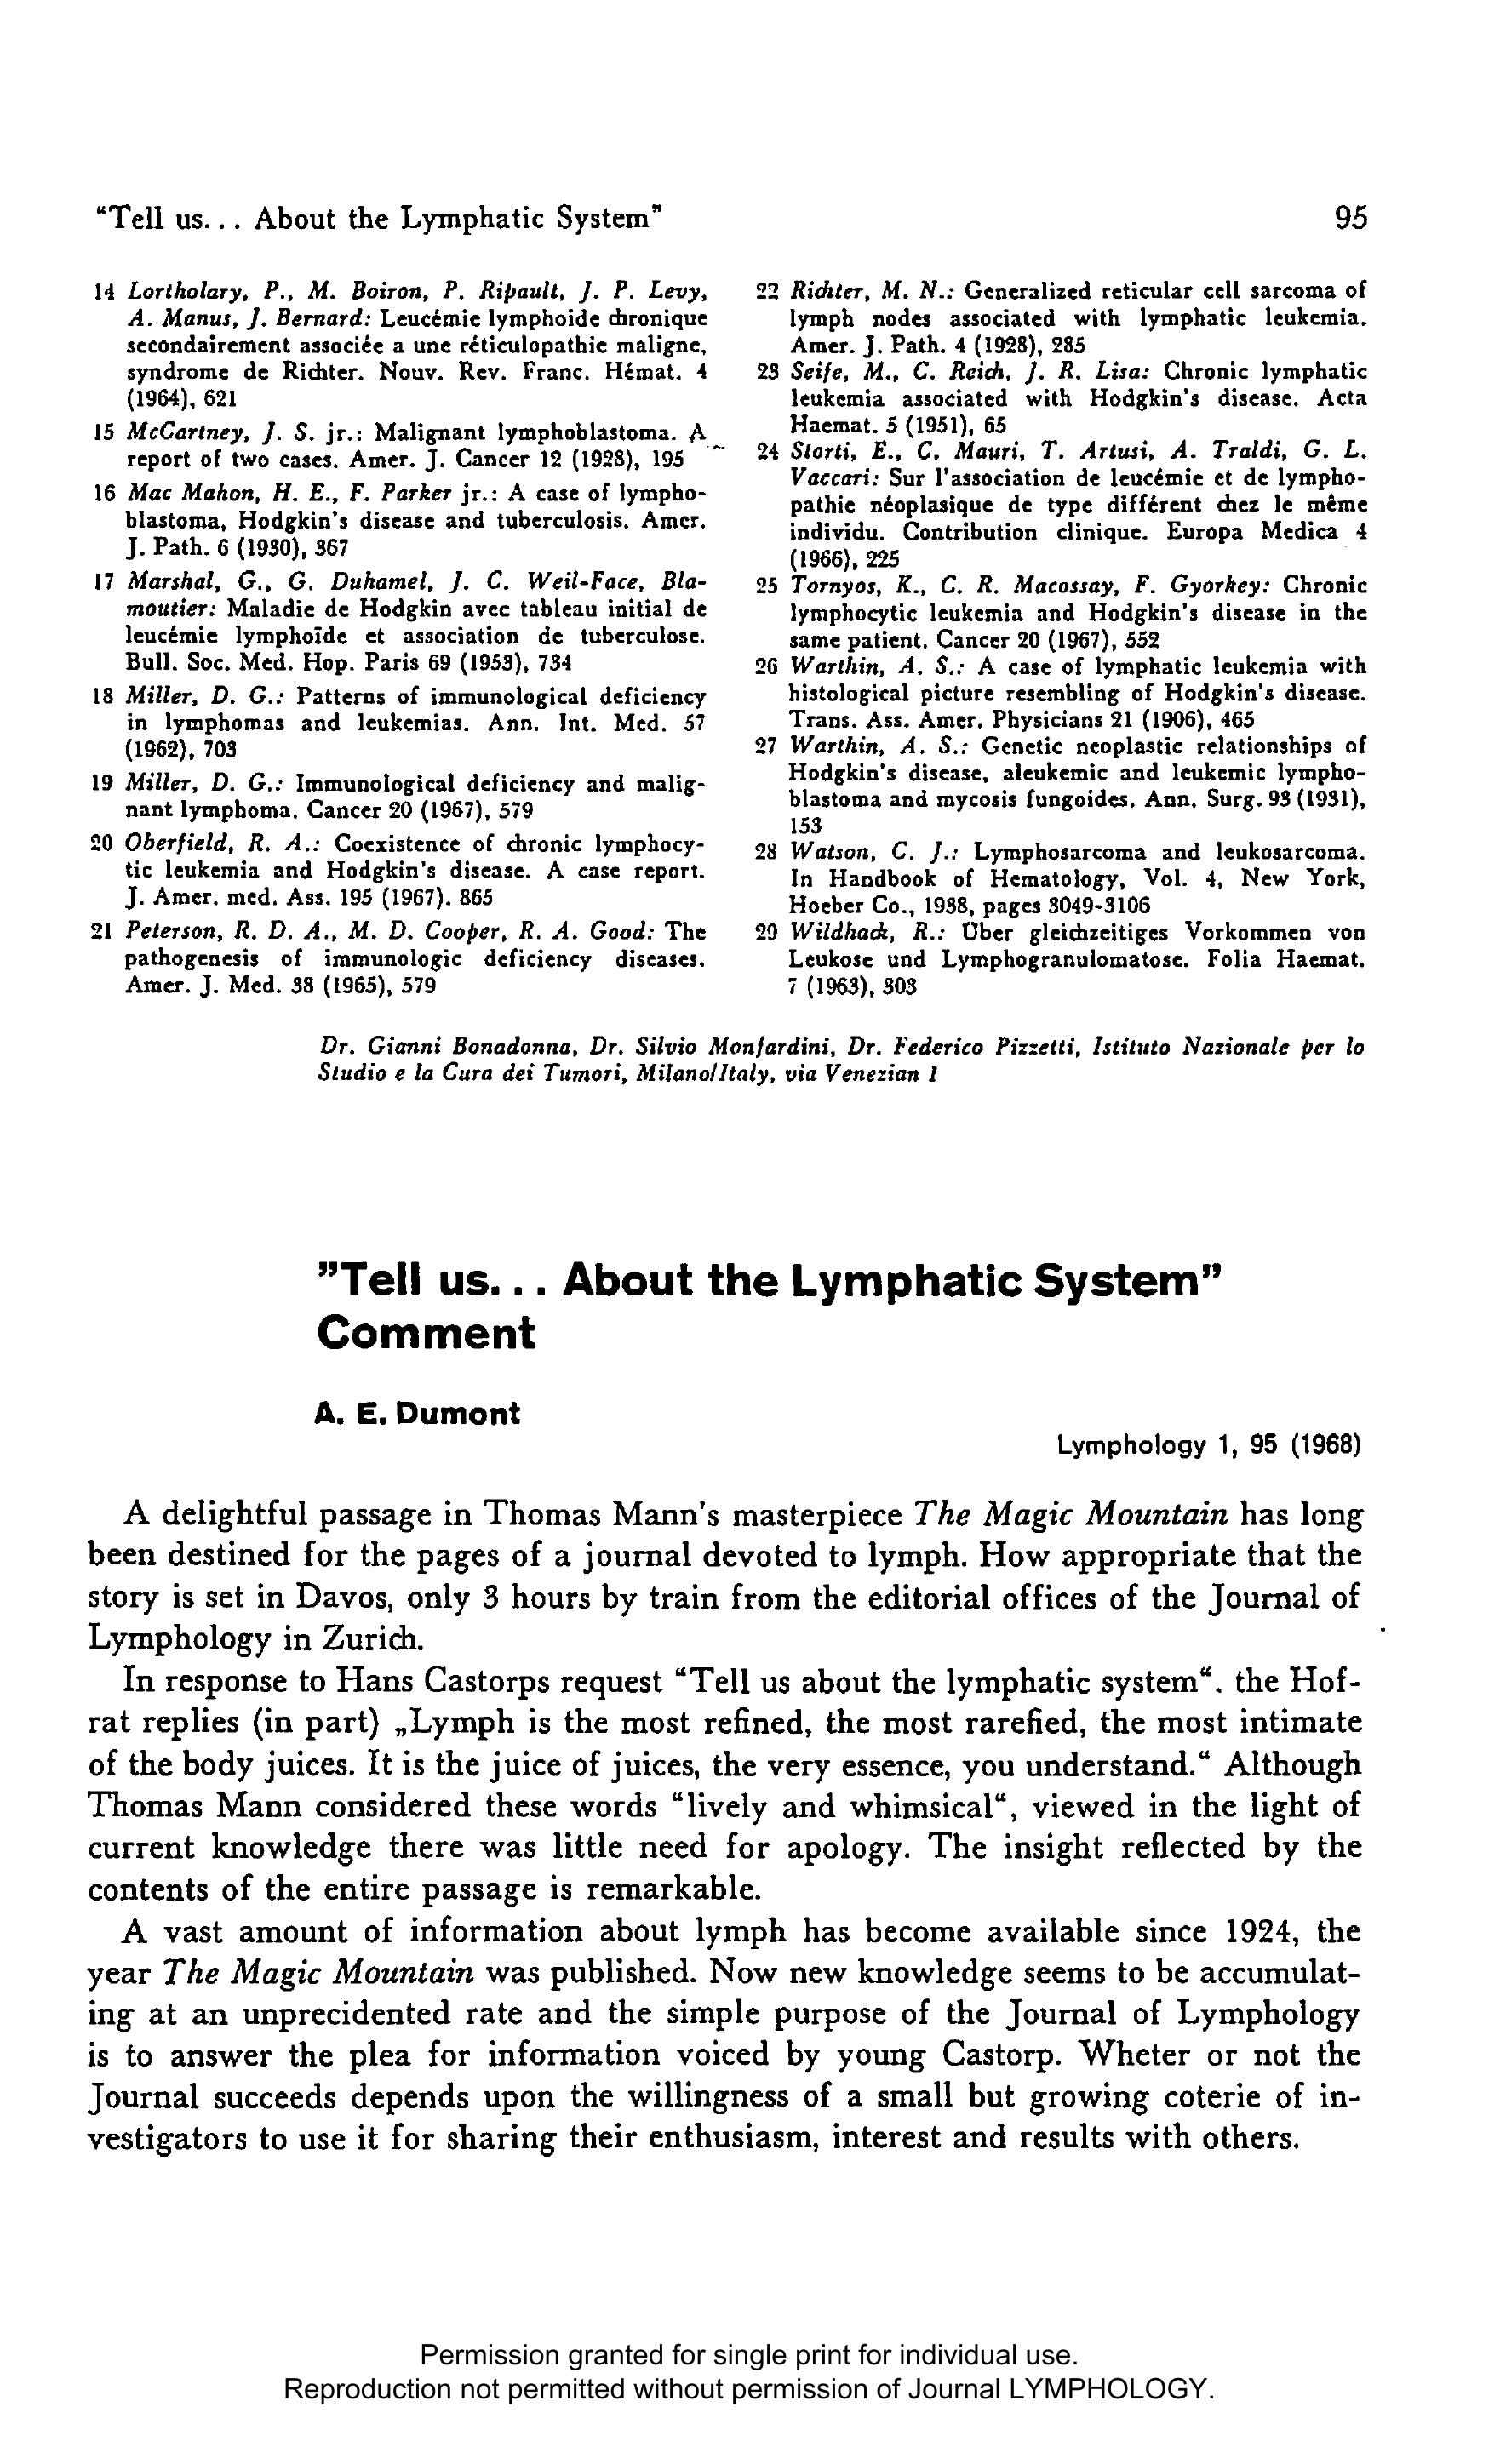 “Tell us... About the Lymphatic System” 95
14 Lortholary, P., M. Boiron, P. Ripault, J. P. Levy,
A. Manus, J. Bernard: Leucémie lymphoide chronique
secondairement associée a une réticulopathie maligne,
syndrome de Richter. Nouv. Rev. Franc. Hémat. 4
(1964), 621
15 McCartney, J. S. jr.: Malignant lymphoblastoma. A
report of two cases. Amer. J. Cancer 12 (1928), 195
16 Mac Mahon, H. E., F. Parker jr.: A case of lympho-
blastoma, Hodgkin's disease and tuberculosis. Amer.
J. Path. 6 (1930), 367
17 Marshal, G., G. Duhamel, J. C. Weil-Face, Bla-
moutier: Maladie de Hodgkin avec tableau initial de
leucémie lymphoïde et association de tuberculose.
Bull. Soc. Med. Hop. Paris 69 (1953), 734
18 Miller, D. G.: Patterns of immunological deficiency
in lymphomas and leukemias. Ann. Int. Med. 57
(1962), 703
19 Miller, D. G.: Immunological deficiency and malig-
nant lymphoma. Cancer 20 (1967), 579
20 Oberfield, R. A.: Coexistence of chronic lymphocy-
tic leukemia and Hodgkin's disease. A case report.
J. Amer. med. Ass. 195 (1967). 865
21 Peterson, R. D. A., M. D. Cooper, R. A. Good: The
pathogenesis of immunologic deficiency diseases.
Amer. J. Med. 38 (1965), 579
22 Richter, M. N.: Generalized reticular cell sarcoma of
lymph nodes associated with lymphatic leukemia.
Amer. J. Path. 4 (1928), 285
23 Seife, M., C. Reich, J. R. Lisa: Chronic lymphatic
leukemia associated with Hodgkin's disease. Acta
Haemat. 5 (1951), 65
24 Storti, E., C. Mauri, T. Artusi, A. Traldi, G. L.
Vaccari: Sur l'association de leucémie et de lympho-
pathie néoplasique de type différent chez le même
individu. Contribution clinique. Europa Medica 4
(1966), 225
25 Tornyos, K., C. R. Macossay, F. Gyorkey: Chronic
lymphocytic leukemia and Hodgkin's disease in the
same patient. Cancer 20 (1967), 552
26 Warthin, A. S.: A case of lymphatic leukemia with
histological picture resembling of Hodgkin's disease.
Trans. Ass. Amer. Physicians 21 (1906), 465
27 Warthin, A. S.: Genetic neoplastic relationships of
Hodgkin's disease, aleukemic and leukemic lympho-
blastoma and mycosis fungoides. Ann. Surg. 93 (1931),
153
28 Watson, C. J.: Lymphosarcoma and leukosarcoma.
In Handbook of Hematology, Vol. 4, New York,
Hoeber Co., 1938, pages 3049-3106
29 Wildhack, R.: Über gleichzeitiges Vorkommen von
Leukose und Lymphogranulomatose. Folia Haemat.
7 (1963), 303
Dr. Gianni Bonadonna, Dr. Silvio Monfardini, Dr. Federico Pizzetti, Istituto Nazionale per lo
Studio e la Cura dei Tumori, Milano/Italy, via Venezian 1
”Tell us... About the Lymphatic System”
Comment
A. E. Dumont
Lymphology 1, 95 (1968)
A delightful passage in Thomas Mann's masterpiece The Magic Mountain has long
been destined for the pages of a journal devoted to lymph. How appropriate that the
story is set in Davos, only 3 hours by train from the editorial offices of the Journal of
Lymphology in Zurich.
In response to Hans Castorps request “Tell us about the lymphatic system“. the Hof-
rat replies (in part) „Lymph is the most refined, the most rarefied, the most intimate
of the body juices. It is the juice of juices, the very essence, you understand.“ Although
Thomas Mann considered these words “lively and whimsical“, viewed in the light of
current knowledge there was little need for apology. The insight reflected by the
contents of the entire passage is remarkable.
A vast amount of information about lymph has become available since 1924, the
year The Magic Mountain was published. Now new knowledge seems to be accumulat-
ing at an unprecidented rate and the simple purpose of the Journal of Lymphology
is to answer the plea for information voiced by young Castorp. Wheter or not the
Journal succeeds depends upon the willingness of a small but growing coterie of in-
vestigators to use it for sharing their enthusiasm, interest and results with others.
Permission granted for single print for individual use.
Reproduction not permitted without permission of Journal LYMPHOLOGY.